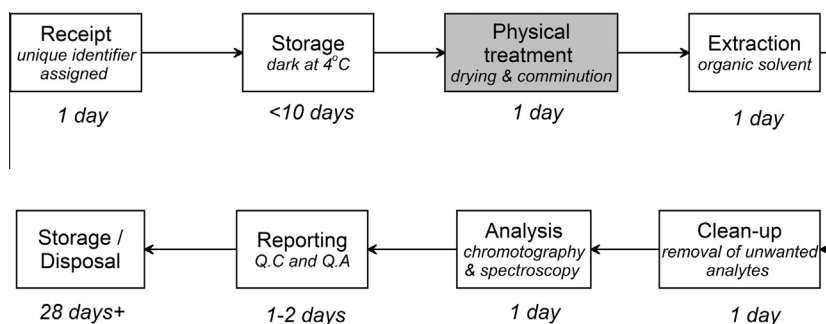 Receipt
unique identifier
assigned
1 day
Storage
dark at 4°C
<10 days
Physical
treatment
drying & comminution
1 day
Extraction
organic solvent
1 day
Storage /
Disposal
28 days+
Reporting
Q.C and Q.A
1-2 days
Analysis
chromotography
& spectroscopy
1 day
Clean-up
removal of unwanted
analytes
1 day